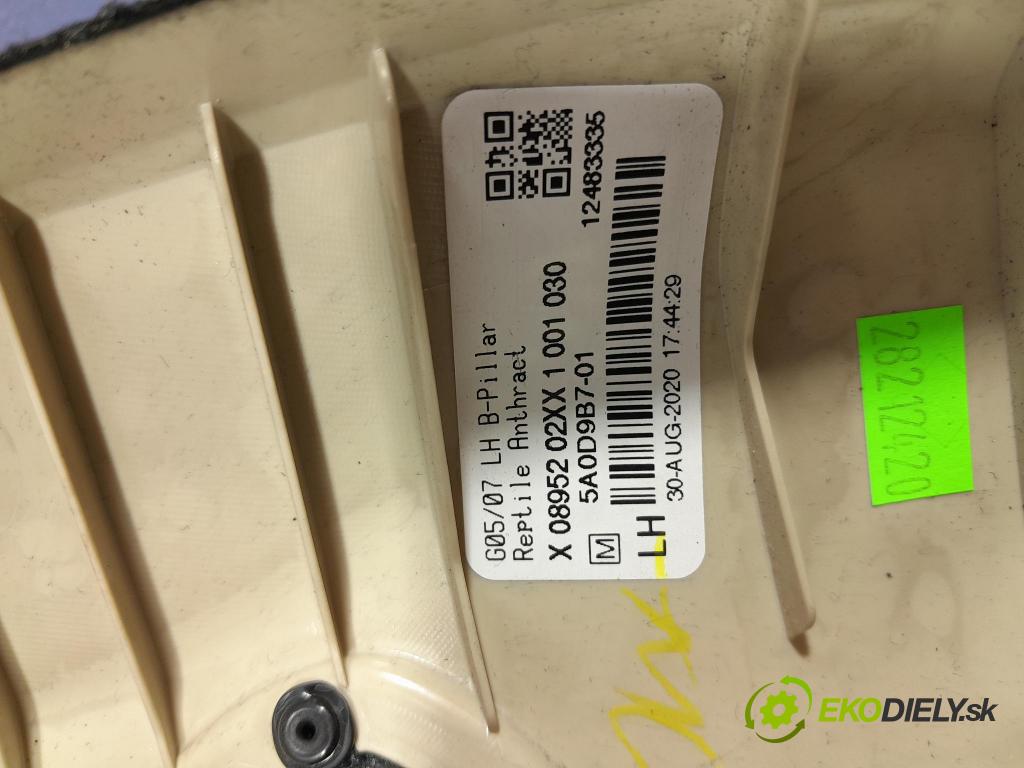 G05/07 LH B-Pillar
Reptile Anthract
X 08952 02XX 1 001 030
5A0D9B7-01
12483335
M
LH
30-AUG-2020 17:44:29
28212420
EKODIELY.sk